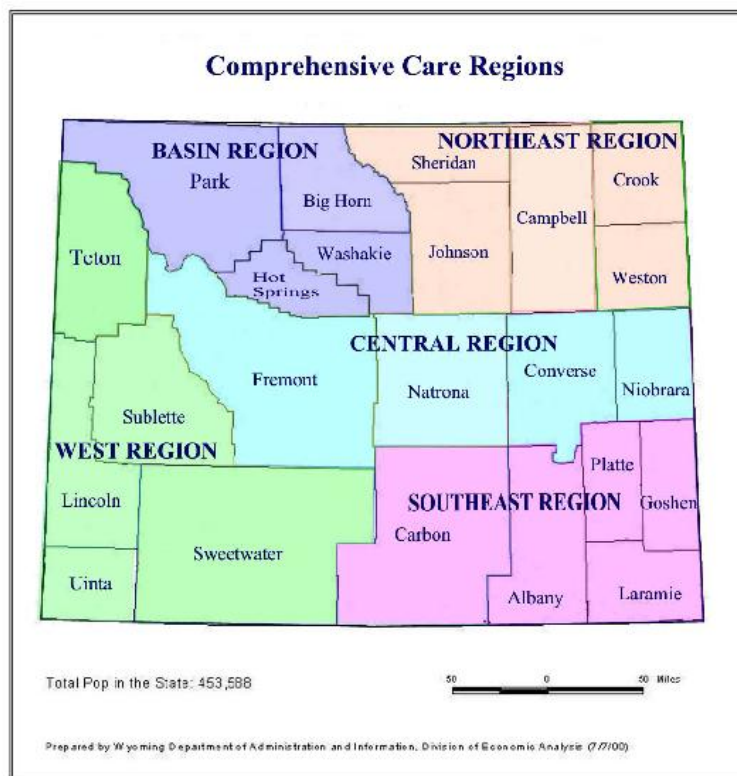 Comprehensive Care Regions
BASIN REGION
NORTHEAST REGION
Park
Sheridan
Big Horn
Crook
Campbell
Teton
Washakie
Johnson
Hot
Springs
Weston
CENTRAL REGION
Fremont
Natrona
Converse
Niobrara
Sublette
WEST REGION
Platte
Lincoln
SOUTHEAST REGION
Goshen
Carbon
Sweetwater
Uinta
Albany
Laramie
Total Pop in the State: 453,588
50 0 50 Miles
Prepared by Wyoming Department of Administration and Information, Division of Economic Analysis (7/7/00)